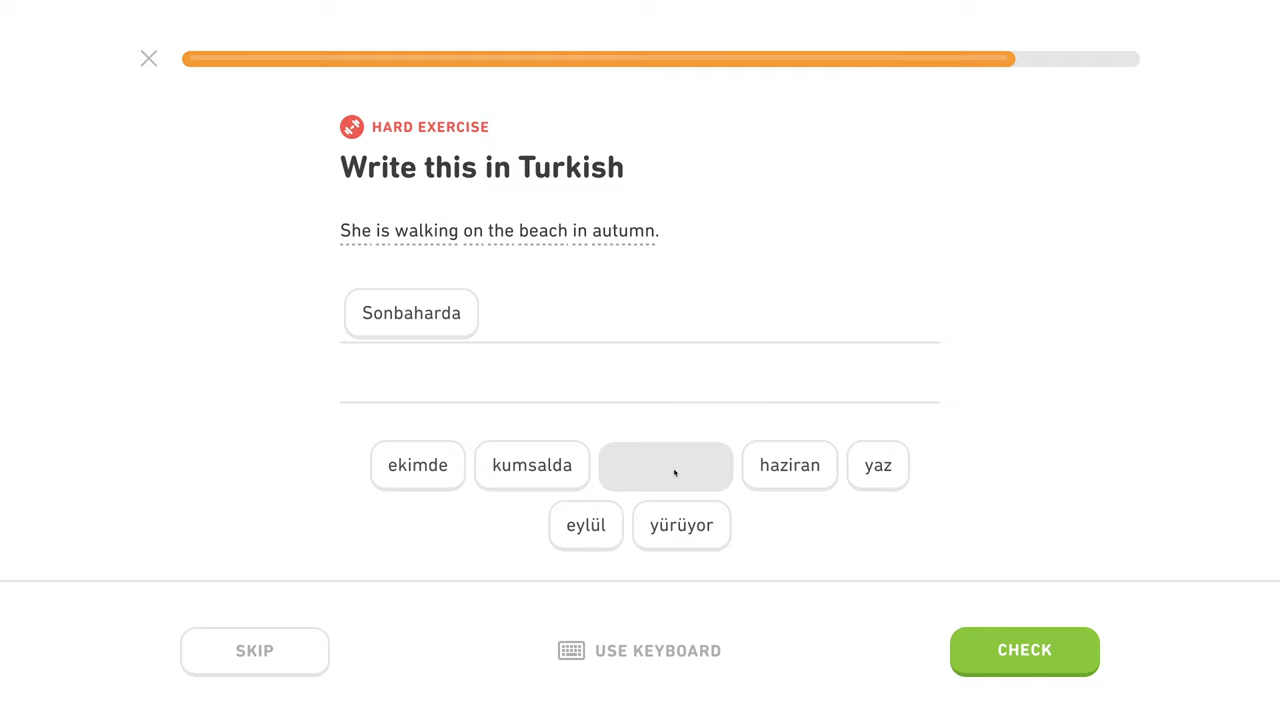 HARD EXERCISE
Write this in Turkish
She is walking on the beach in autumn.
Sonbaharda
ekimde kumsalda haziran yaz
eylül yürüyor
SKIP USE KEYBOARD CHECK